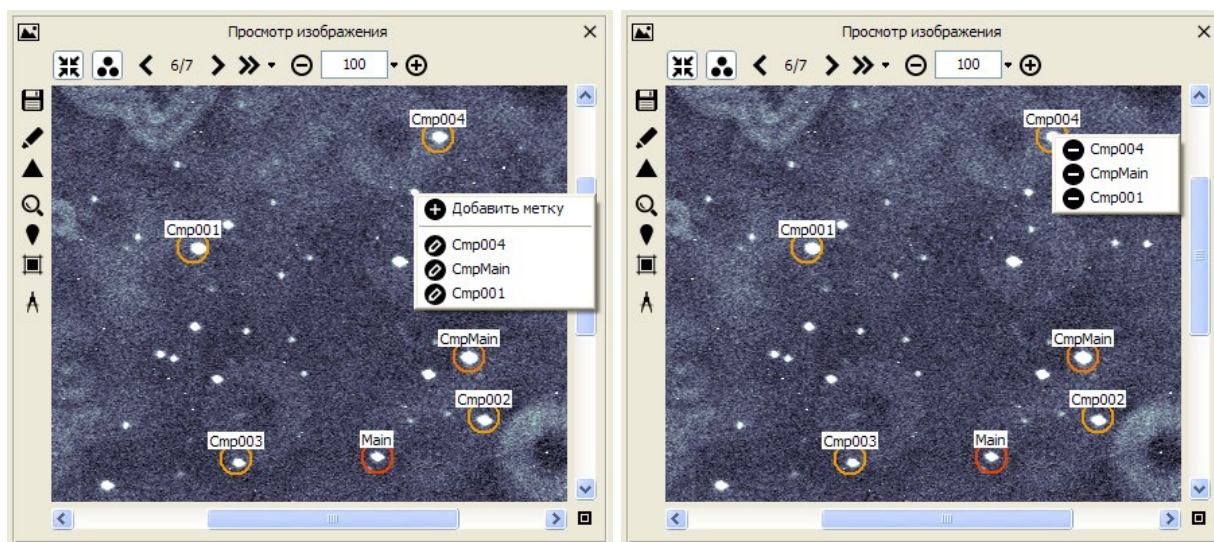 Просмотр изображения
6/7
100
Cmp004
Cmp001
Добавить метку
Cmp004
CmpMain
Cmp001
CmpMain
Cmp002
Cmp003
Main
Просмотр изображения
6/7
100
Cmp004
Cmp004
CmpMain
Cmp001
Cmp001
CmpMain
Cmp002
Cmp003
Main